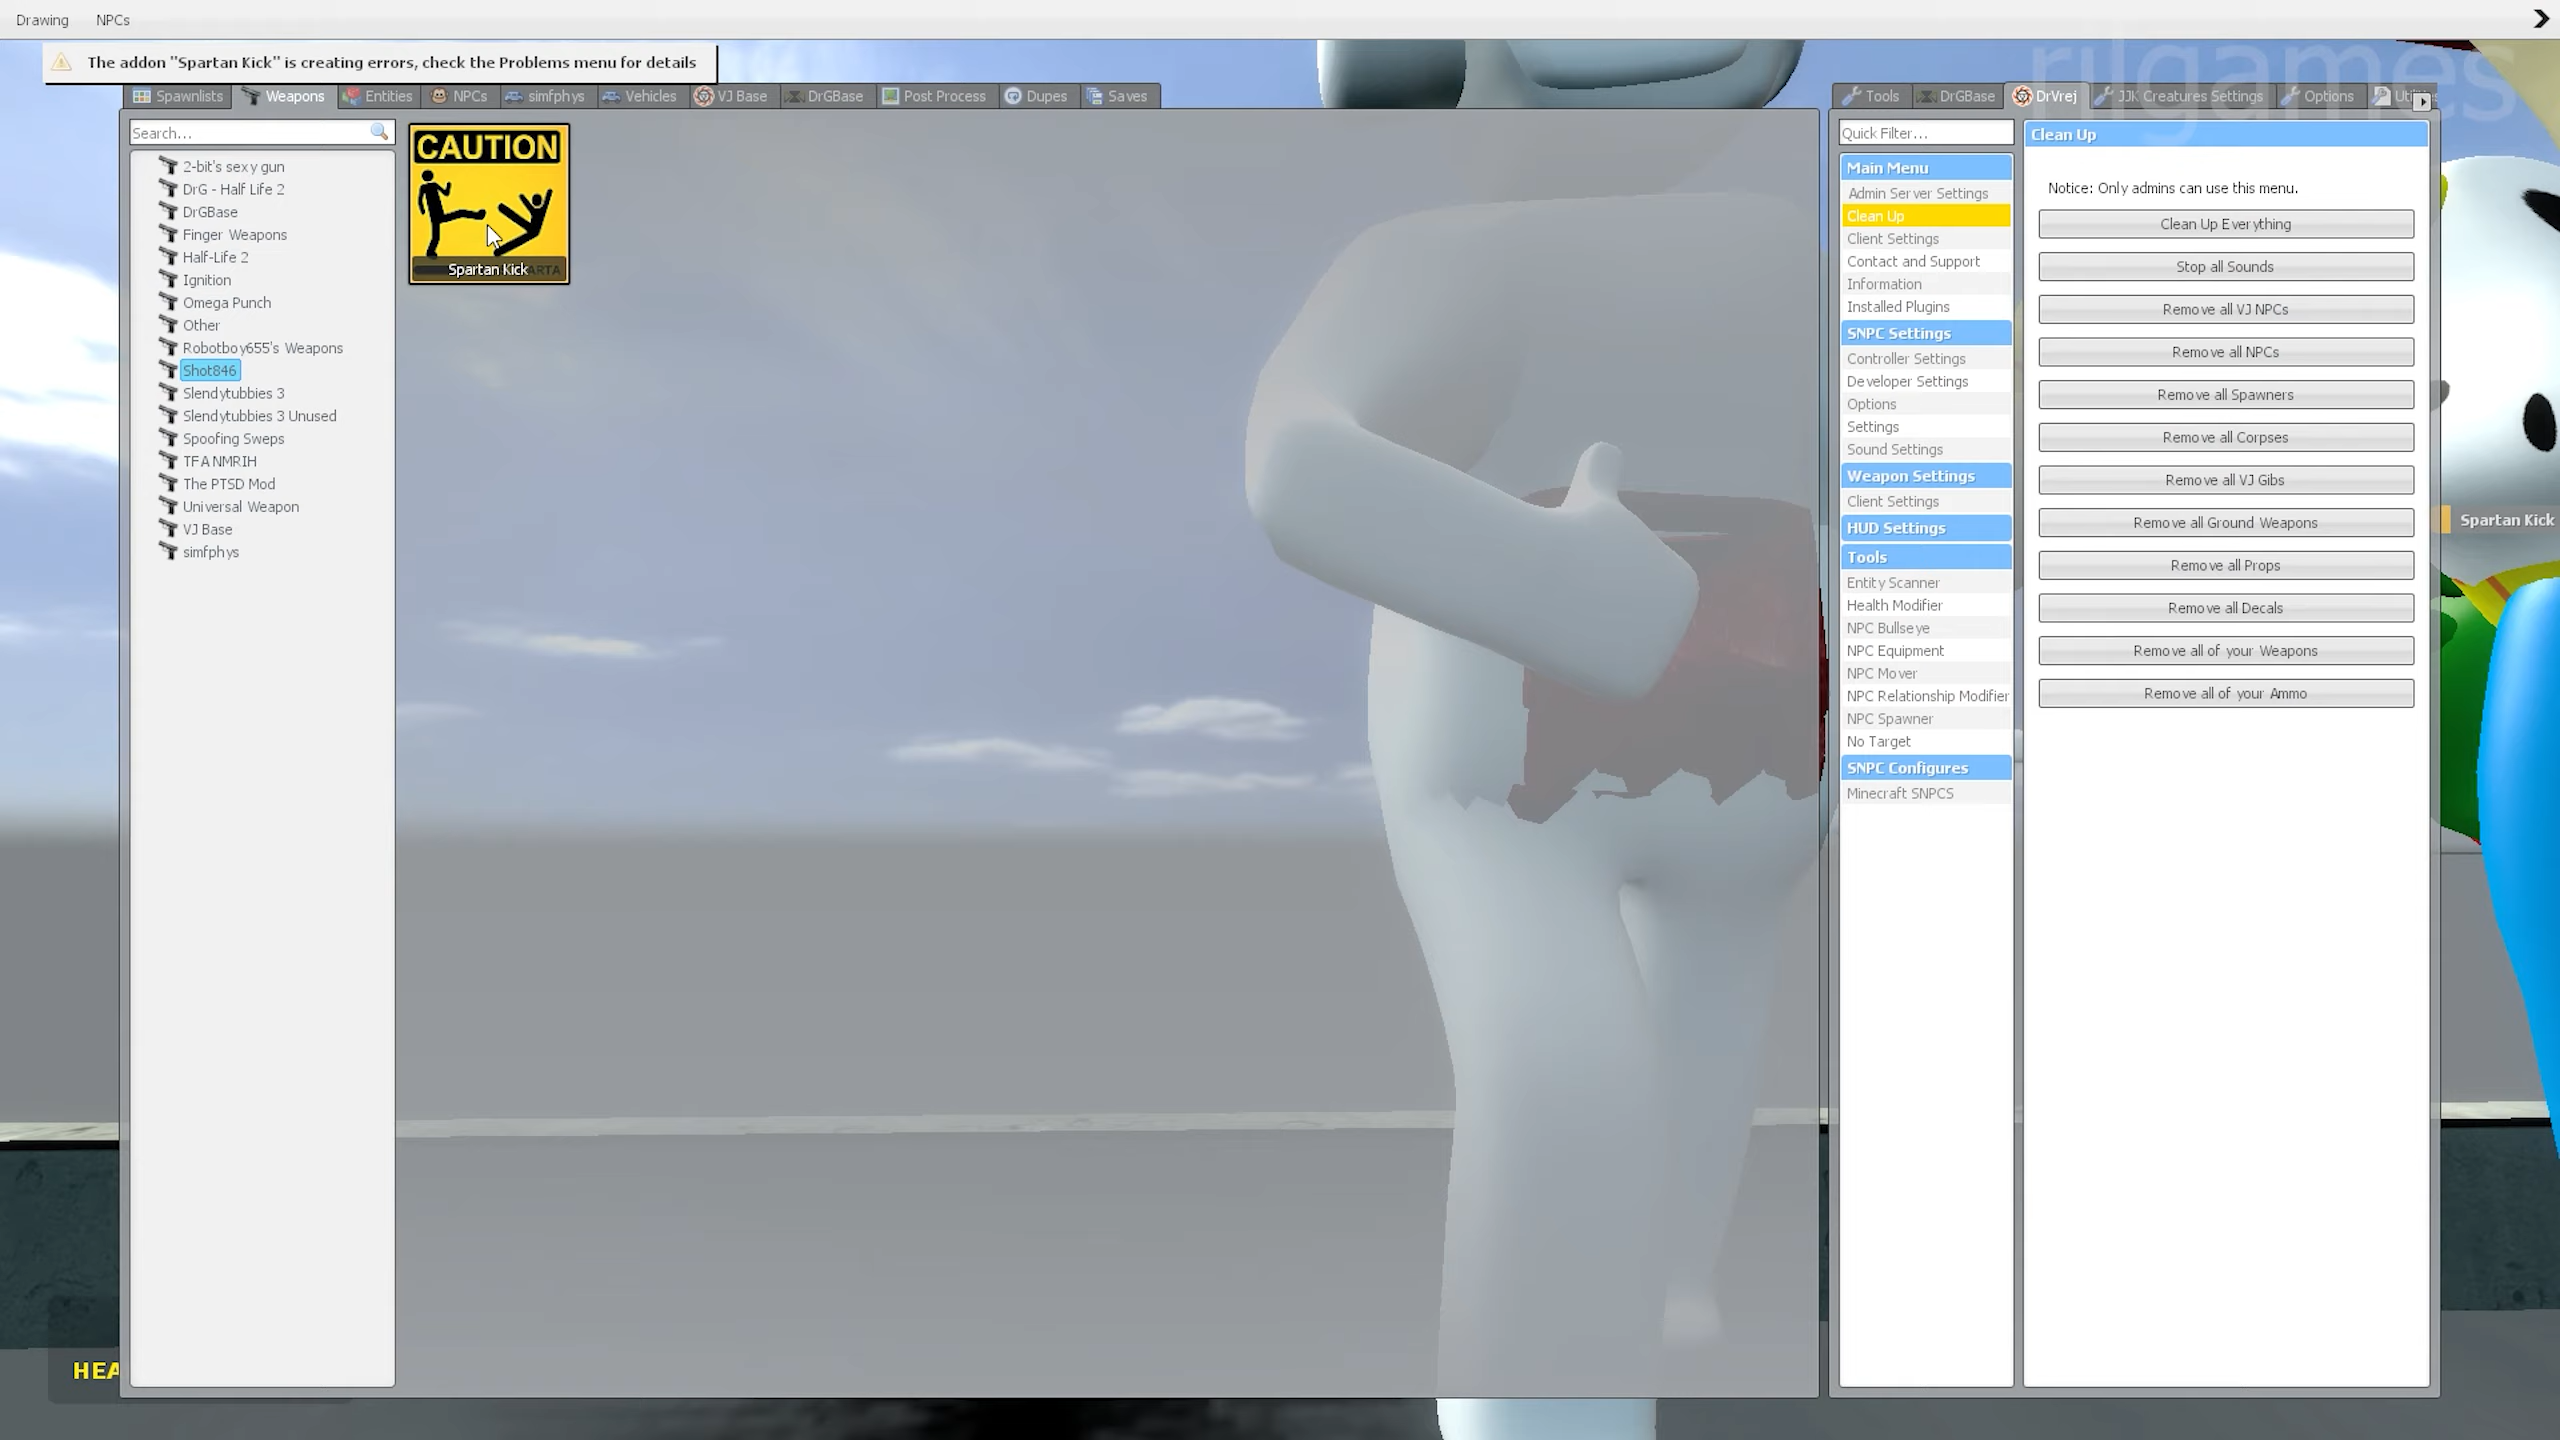 Drawing NPCs
The addon "Spartan Kick" is creating errors, check the Problems menu for details
rilgames
Spawnlists Weapons Entities NPCs simfphys Vehicles VJ Base DrGBase Post Process Dupes Saves
Search...
2-bit's sexy gun
DrG - Half Life 2
DrGBase
Finger Weapons
Half-Life 2
Ignition
Omega Punch
Other
Robotboy655's Weapons
Shot846
Slendytubbies 3
Slendytubbies 3 Unused
Spoofing Sweps
TFA NMRIH
The PTSD Mod
Universal Weapon
VJ Base
simfphys
CAUTION
Spartan Kick
Tools DrGBase DrVrej JJK Creatures Settings Options
Quick Filter...
Main Menu
Admin Server Settings
Clean Up
Client Settings
Contact and Support
Information
Installed Plugins
SNPC Settings
Controller Settings
Developer Settings
Options
Settings
Sound Settings
Weapon Settings
Client Settings
HUD Settings
Tools
Entity Scanner
Health Modifier
NPC Bullseye
NPC Equipment
NPC Mover
NPC Relationship Modifier
NPC Spawner
No Target
SNPC Configures
Minecraft SNPCS
Clean Up
Notice: Only admins can use this menu.
Clean Up Everything
Stop all Sounds
Remove all VJ NPCs
Remove all NPCs
Remove all Spawners
Remove all Corpses
Remove all VJ Gibs
Remove all Ground Weapons
Remove all Props
Remove all Decals
Remove all of your Weapons
Remove all of your Ammo
Spartan Kick
HEA